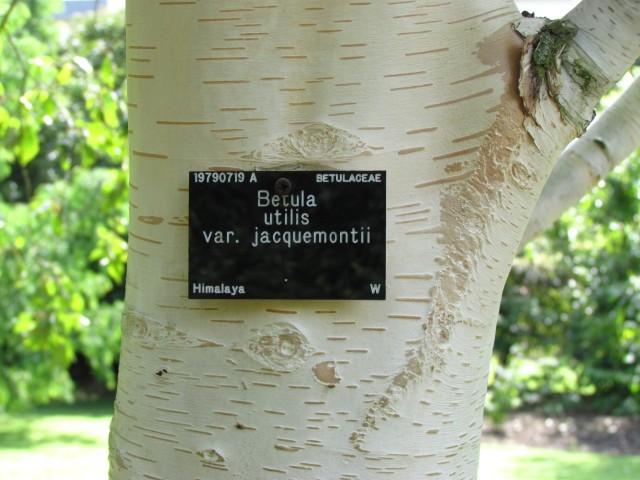 19790719 A BETULACEAE
Betula
utilis
var. jacquemontii
Himalaya W